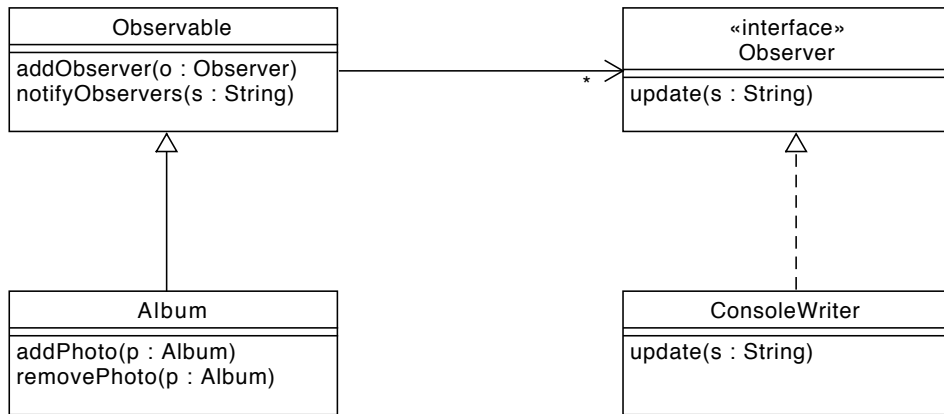 Observable
addObserver(o : Observer)
notifyObservers(s : String)
*
«interface»
Observer
update(s : String)
Album
addPhoto(p : Album)
removePhoto(p : Album)
ConsoleWriter
update(s : String)